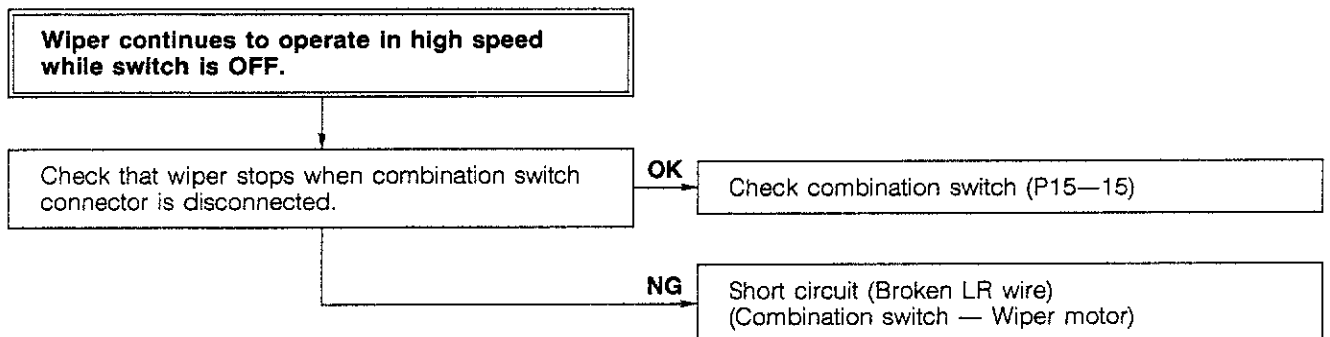 Wiper continues to operate in high speed
while switch is OFF.
Check that wiper stops when combination switch
connector is disconnected.
OK
Check combination switch (P15—15)
NG
Short circuit (Broken LR wire)
(Combination switch — Wiper motor)